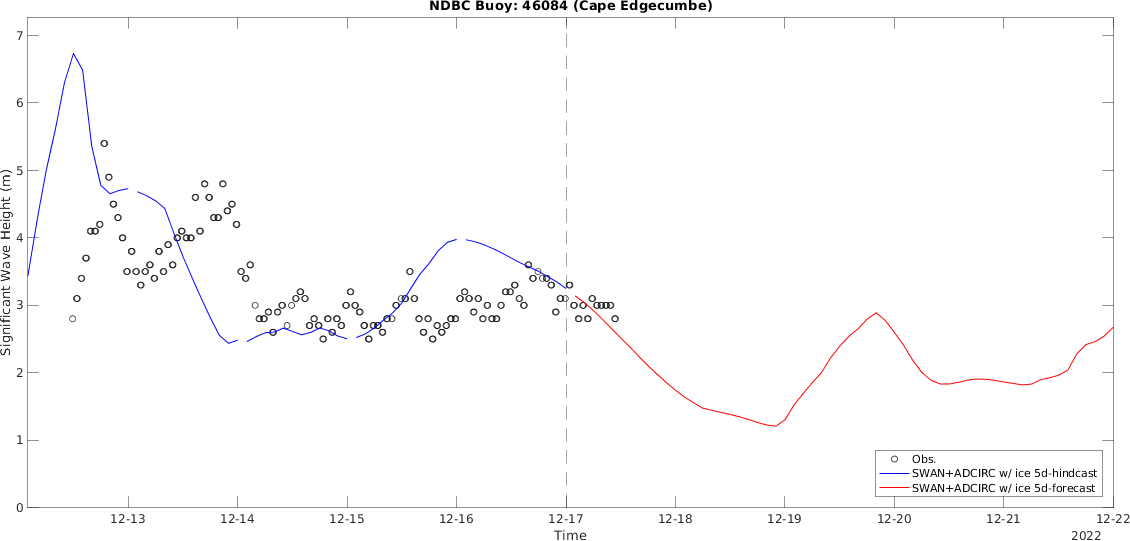 NDBC Buoy: 46084 (Cape Edgecumbe)
Significant Wave Height (m)
7
6
5
4
3
2
1
0
Obs.
SWAN+ADCIRC w/ ice 5d-hindcast
SWAN+ADCIRC w/ ice 5d-forecast
12-13 12-14 12-15 12-16 12-17 12-18 12-19 12-20 12-21 12-22
Time
2022